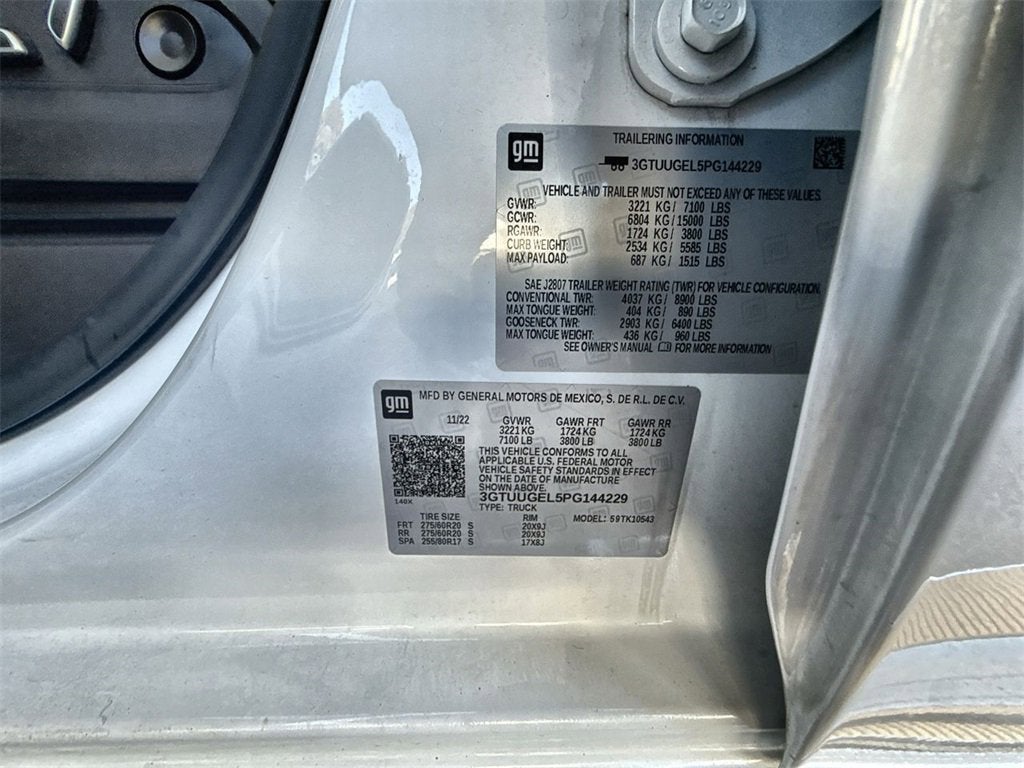 gm
TRAILERING INFORMATION
3GTUUGEL5PG144229
VEHICLE AND TRAILER MUST NOT EXCEED ANY OF THESE VALUES
GVWR: 3221 KG / 7100 LBS
GCWR: 6804 KG / 15000 LBS
RGAWR: 1724 KG / 3800 LBS
CURB WEIGHT: 2534 KG / 5585 LBS
MAX PAYLOAD: 687 KG / 1515 LBS
SAE J2807 TRAILER WEIGHT RATING (TWR) FOR VEHICLE CONFIGURATION.
CONVENTIONAL TWR: 4037 KG / 8900 LBS
MAX TONGUE WEIGHT: 404 KG / 890 LBS
GOOSENECK TWR: 2903 KG / 6400 LBS
MAX TONGUE WEIGHT: 436 KG / 960 LBS
SEE OWNER'S MANUAL FOR MORE INFORMATION
gm
MFD BY GENERAL MOTORS DE MEXICO, S. DE R.L. DE C.V.
11/22 GVWR GAWR FRT GAWR RR
3221 KG 1724 KG 1724 KG
7100 LB 3800 LB 3800 LB
THIS VEHICLE CONFORMS TO ALL
APPLICABLE U.S. FEDERAL MOTOR
VEHICLE SAFETY STANDARDS IN EFFECT
ON THE DATE OF MANUFACTURE
SHOWN ABOVE.
3GTUUGEL5PG144229
140X
TYPE: TRUCK
TIRE SIZE RIM MODEL: 59TK10543
FRT 275/60R20 S 20X9J
RR 275/60R20 S 20X9J
SPA 255/80R17 S 17X8J